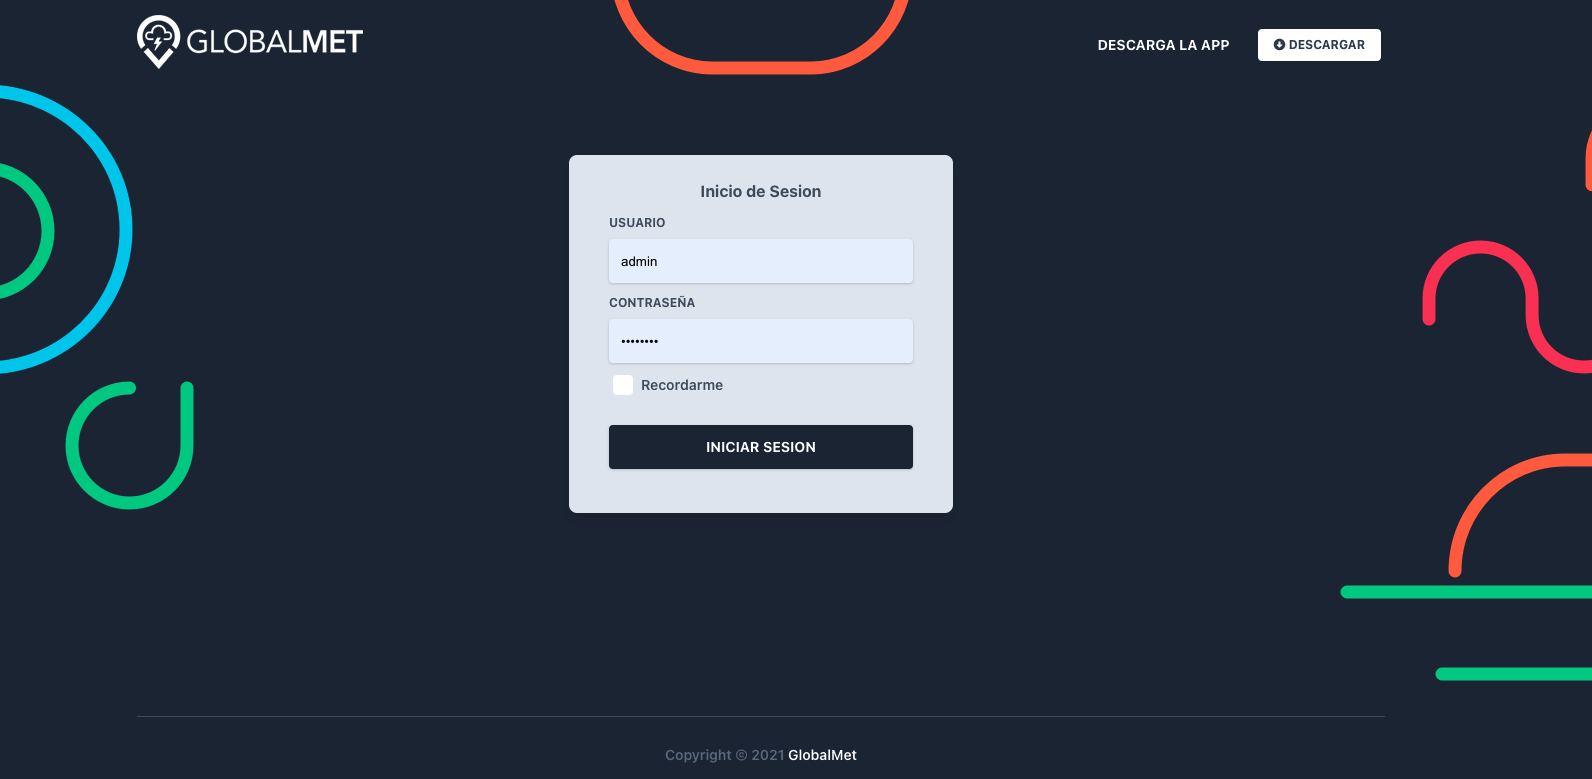 GLOBALMET
DESCARGA LA APP
DESCARGAR
Inicio de Sesion
USUARIO
admin
CONTRASEÑA
••••••••
Recordarme
INICIAR SESION
Copyright © 2021 GlobalMet